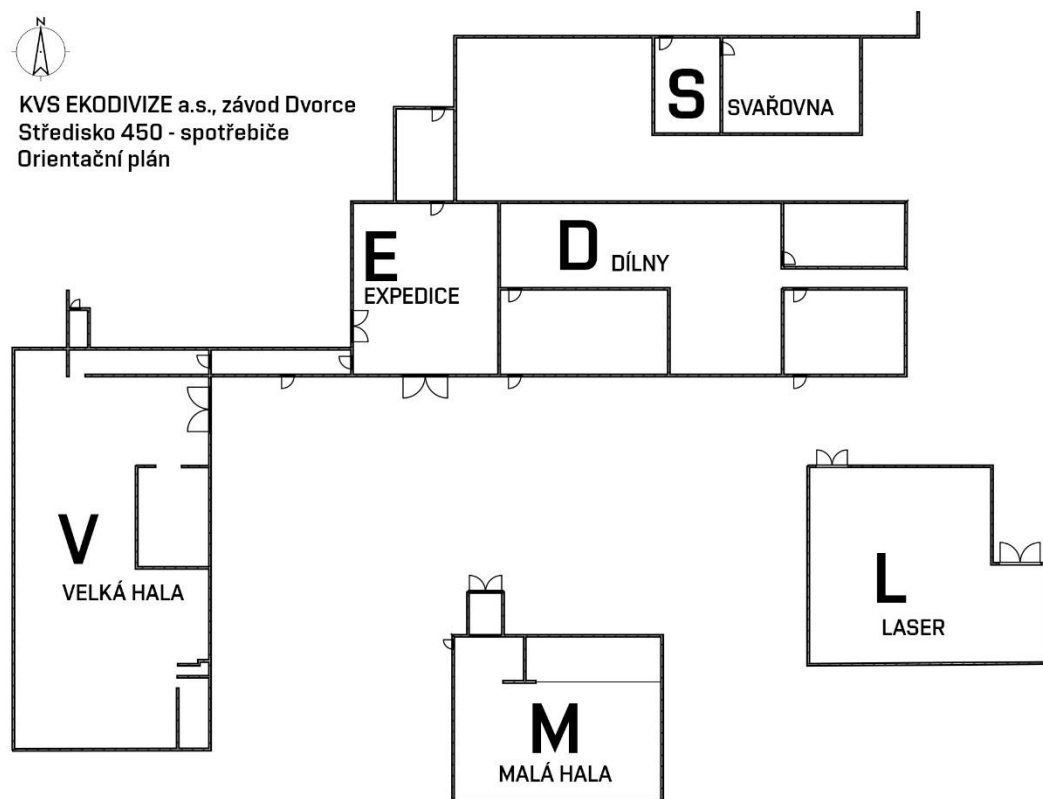 N
KVS EKODIVIZE a.s., závod Dvorce
Středisko 450 - spotřebiče
Orientační plán
S SVAŘOVNA
E
EXPEDICE
D DÍLNY
V
VELKÁ HALA
L
LASER
M
MALÁ HALA